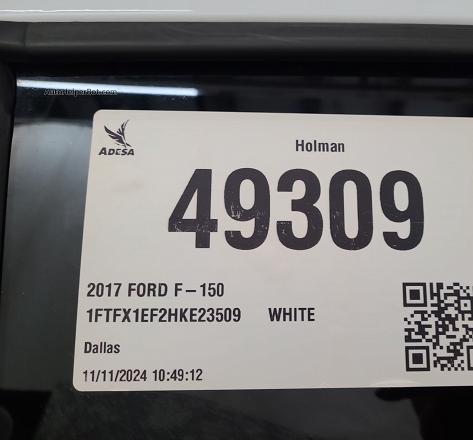 AutoHelperBot.com
ADESA
Holman
49309
2017 FORD F-150
1FTFX1EF2HKE23509 WHITE
Dallas
11/11/2024 10:49:12